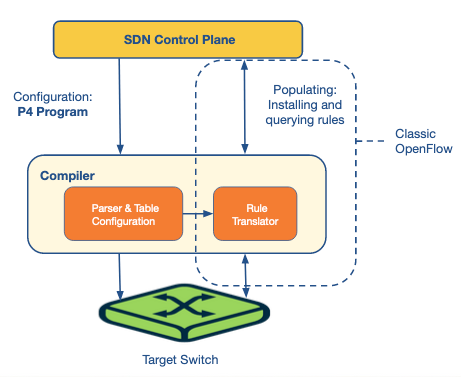 SDN Control Plane
Configuration:
P4 Program
Populating:
Installing and
querying rules
Classic
OpenFlow
Compiler
Parser & Table
Configuration
Rule
Translator
Target Switch